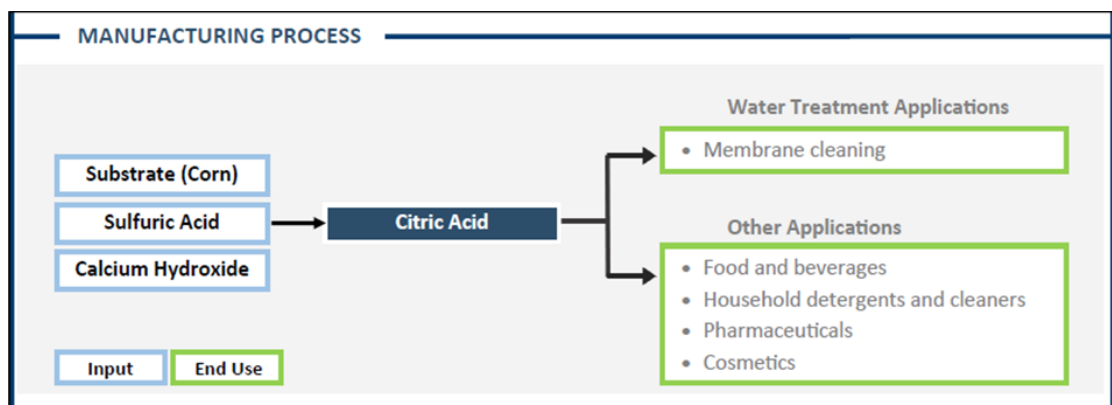 MANUFACTURING PROCESS
Water Treatment Applications
• Membrane cleaning
Substrate (Corn)
Sulfuric Acid
Calcium Hydroxide
Citric Acid
Other Applications
• Food and beverages
• Household detergents and cleaners
• Pharmaceuticals
• Cosmetics
Input
End Use